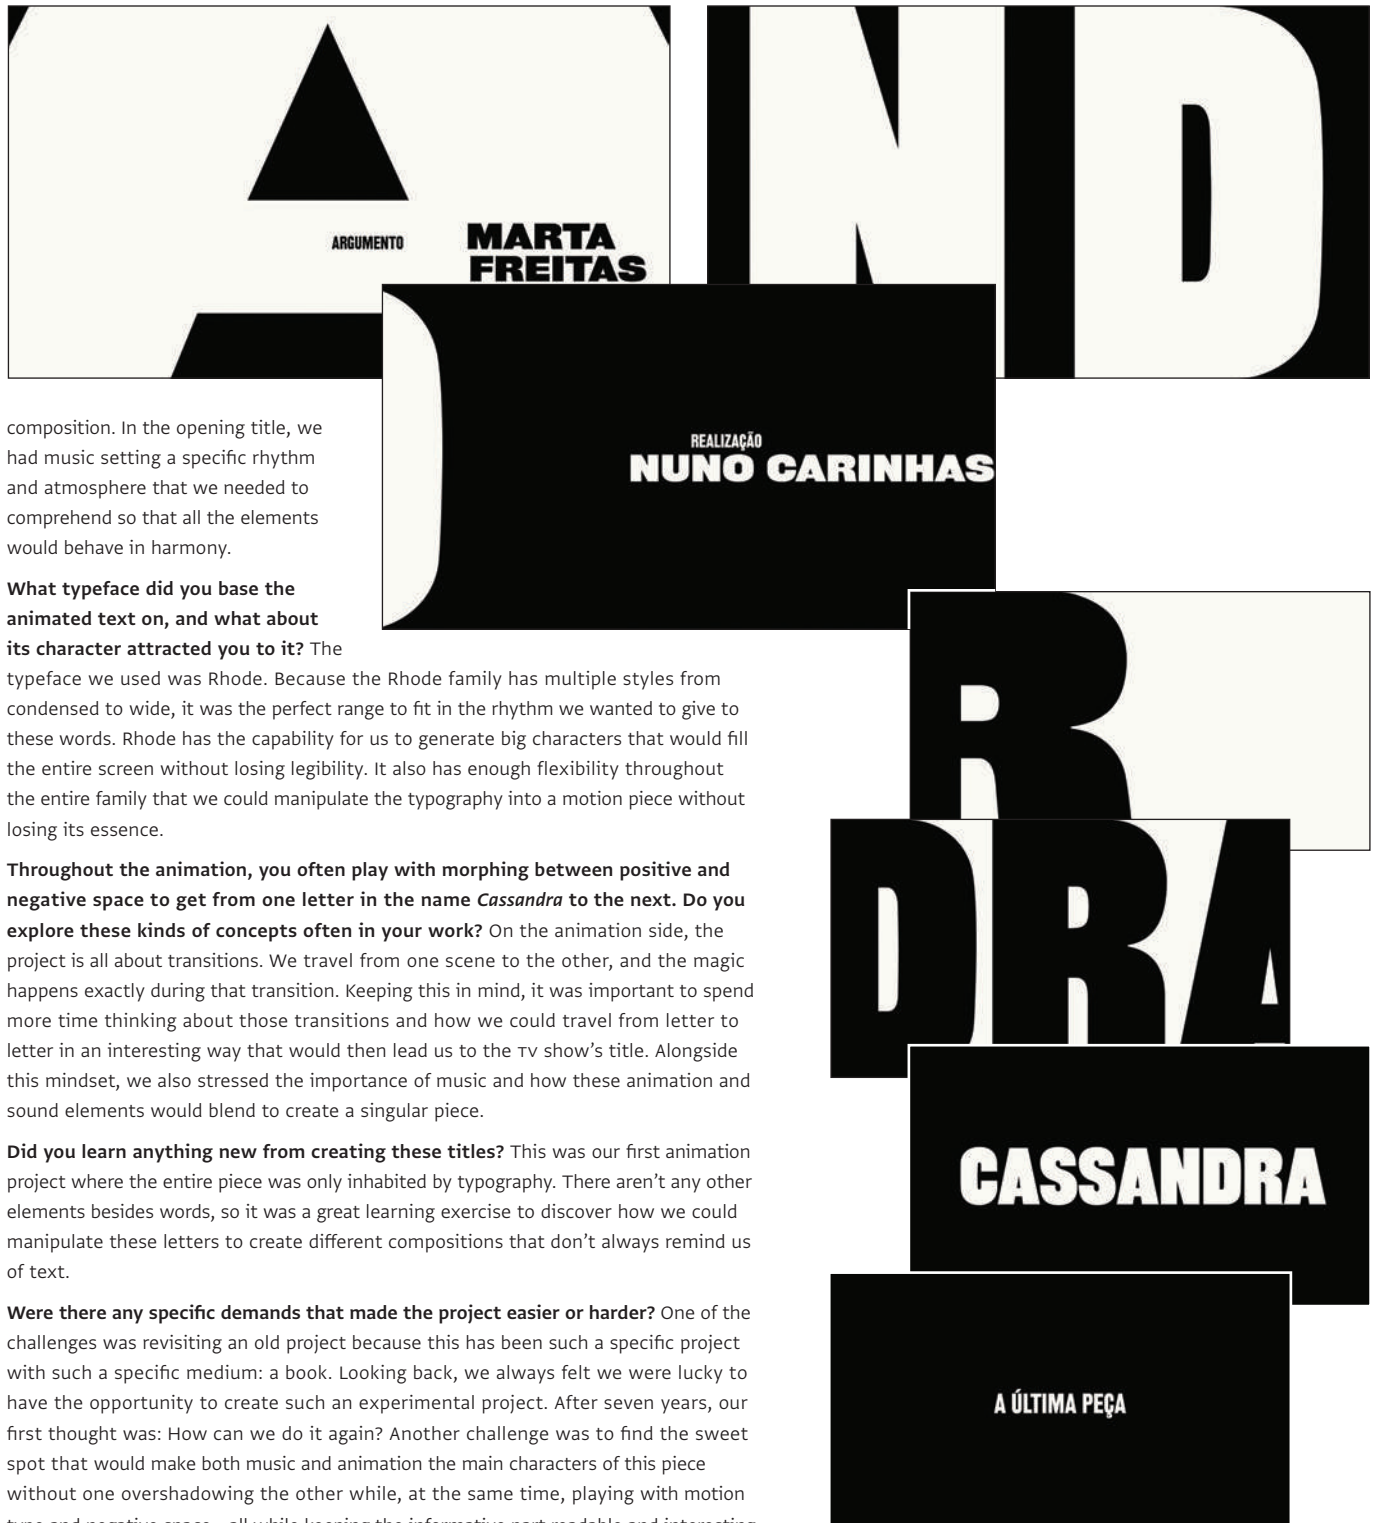 A
ARGUMENTO
MARTA
FREITAS
ND
REALIZAÇÃO
NUNO CARINHAS
composition. In the opening title, we
had music setting a specific rhythm
and atmosphere that we needed to
comprehend so that all the elements
would behave in harmony.
What typeface did you base the
animated text on, and what about
its character attracted you to it? The
typeface we used was Rhode. Because the Rhode family has multiple styles from
condensed to wide, it was the perfect range to fit in the rhythm we wanted to give to
these words. Rhode has the capability for us to generate big characters that would fill
the entire screen without losing legibility. It also has enough flexibility throughout
the entire family that we could manipulate the typography into a motion piece without
losing its essence.
Throughout the animation, you often play with morphing between positive and
negative space to get from one letter in the name Cassandra to the next. Do you
explore these kinds of concepts often in your work? On the animation side, the
project is all about transitions. We travel from one scene to the other, and the magic
happens exactly during that transition. Keeping this in mind, it was important to spend
more time thinking about those transitions and how we could travel from letter to
letter in an interesting way that would then lead us to the TV show’s title. Alongside
this mindset, we also stressed the importance of music and how these animation and
sound elements would blend to create a singular piece.
Did you learn anything new from creating these titles? This was our first animation
project where the entire piece was only inhabited by typography. There aren’t any other
elements besides words, so it was a great learning exercise to discover how we could
manipulate these letters to create different compositions that don’t always remind us
of text.
Were there any specific demands that made the project easier or harder? One of the
challenges was revisiting an old project because this has been such a specific project
with such a specific medium: a book. Looking back, we always felt we were lucky to
have the opportunity to create such an experimental project. After seven years, our
first thought was: How can we do it again? Another challenge was to find the sweet
spot that would make both music and animation the main characters of this piece
without one overshadowing the other while, at the same time, playing with motion
type and negative space—all while keeping the informative part readable and interesting
R
DRA
CASSANDRA
A ÚLTIMA PEÇA